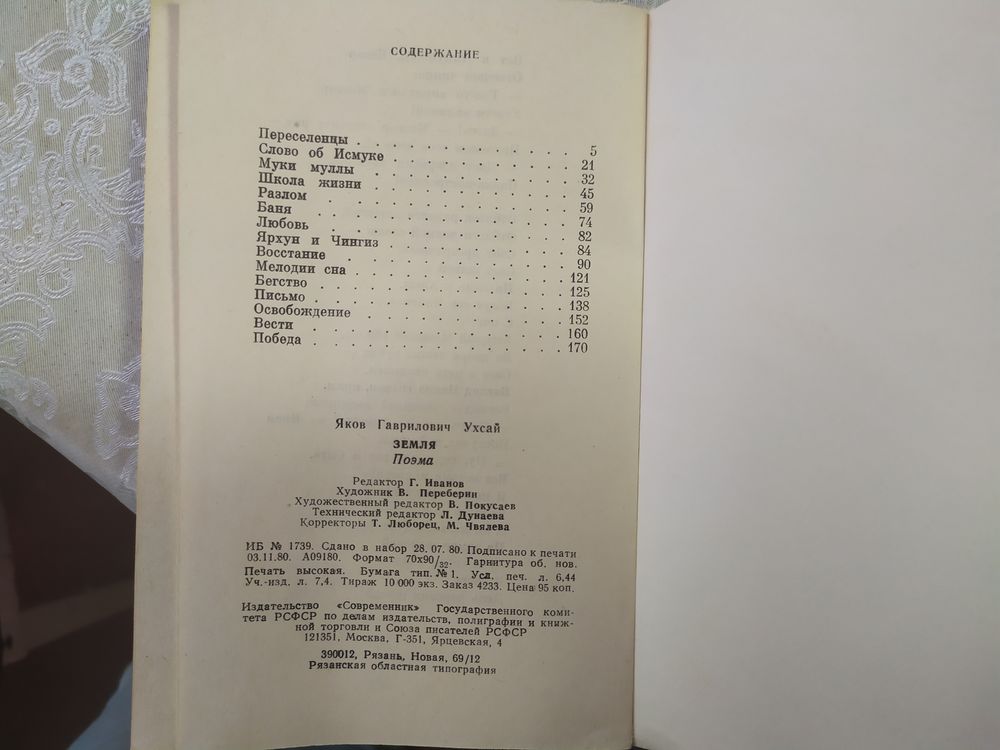 СОДЕРЖАНИЕ
Переселенцы . . . . . . . . . . . . 5
Слово об Исмуке . . . . . . . . . . 21
Муки муллы . . . . . . . . . . . . 32
Школа жизни . . . . . . . . . . . 45
Разлом . . . . . . . . . . . . . . 59
Баня . . . . . . . . . . . . . . 74
Любовь . . . . . . . . . . . . . 82
Ярхун и Чингиз . . . . . . . . . . 84
Восстание . . . . . . . . . . . . 90
Мелодии сна . . . . . . . . . . . 121
Бегство . . . . . . . . . . . . . 125
Письмо . . . . . . . . . . . . . 138
Освобождение . . . . . . . . . . . 152
Вести . . . . . . . . . . . . . 160
Победа . . . . . . . . . . . . . 170
Яков Гаврилович Ухсай
ЗЕМЛЯ
Поэма
Редактор Г. Иванов
Художник В. Переберин
Художественный редактор В. Покусаев
Технический редактор Л. Дунаева
Корректоры Т. Люборец, М. Чвялева
ИБ № 1739. Сдано в набор 28. 07. 80. Подписано к печати
03.11.80. А09180. Формат 70х90/32. Гарнитура об. нов.
Печать высокая. Бумага тип. № 1. Усл. печ. л. 6,44
Уч.-изд. л. 7,4. Тираж 10 000 экз. Заказ 4233. Цена 95 коп.
Издательство «Современник» Государственного коми-
тета РСФСР по делам издательств, полиграфии и книж-
ной торговли и Союза писателей РСФСР
121351, Москва, Г-351, Ярцевская, 4
390012, Рязань, Новая, 69/12
Рязанская областная типография